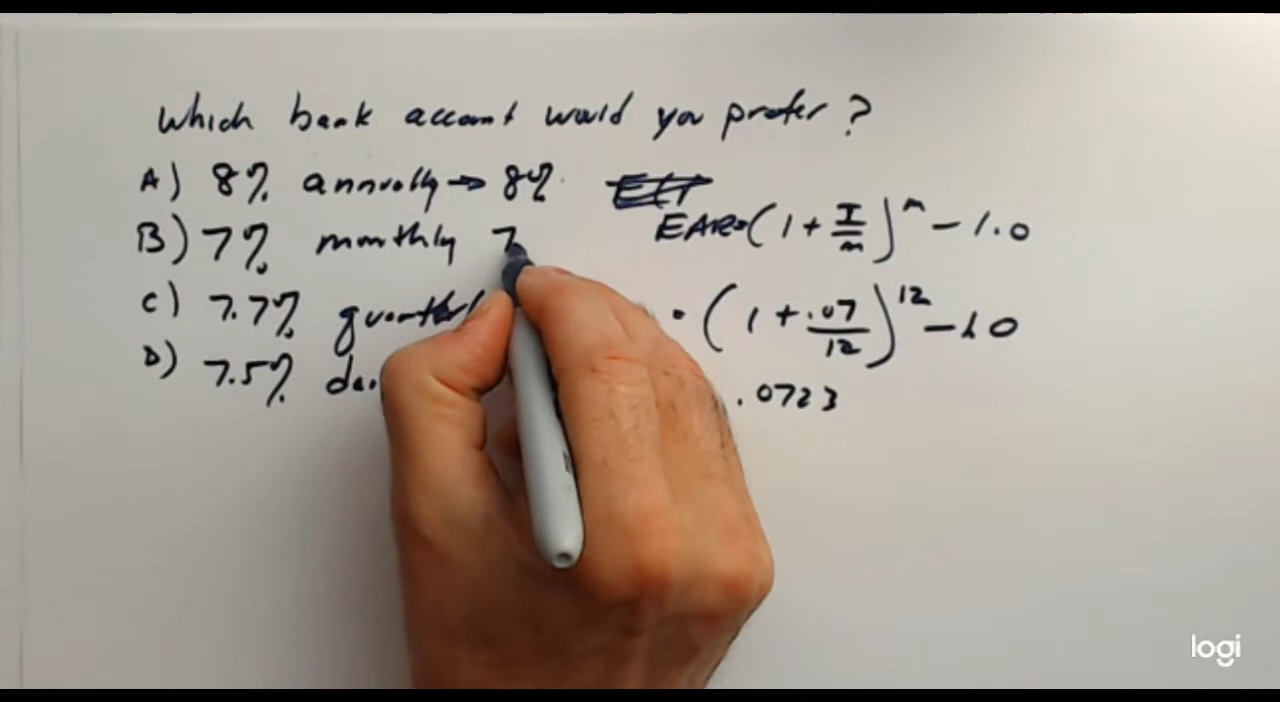 Which bank account would you prefer?
A) 8% annually → 8%
B) 7% monthly 7
C) 7.7%
D) 7.5%
EAR=(1 + I/m)^m - 1.0
(1 + .07/12)^12 - 1.0
.0723
logi